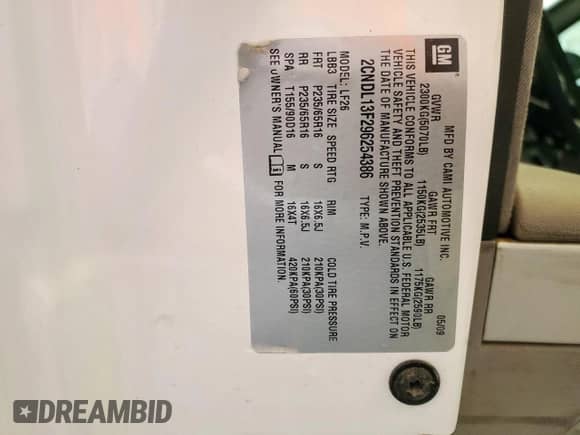 GM
MFD BY CAMI AUTOMOTIVE INC. 05/09
GVWR GAWR FRT GAWR RR
2300KG(5070LB) 1150KG(2535LB) 1175KG(2590LB)
THIS VEHICLE CONFORMS TO ALL APPLICABLE U.S. FEDERAL MOTOR
VEHICLE SAFETY AND THEFT PREVENTION STANDARDS IN EFFECT ON
THE DATE OF MANUFACTURE SHOWN ABOVE.
2CNDL13F296254386 TYPE: M.P.V.
MODEL: LF26
LBB3 TIRE SIZE SPEED RTG RIM COLD TIRE PRESSURE
FRT P235/65R16 S 16X6.5J 210KPA(30PSI)
RR P235/65R16 S 16X6.5J 210KPA(30PSI)
SPA T155/90D16 M 16X4T 420KPA(60PSI)
SEE OWNER'S MANUAL FOR MORE INFORMATION.
DREAMBID